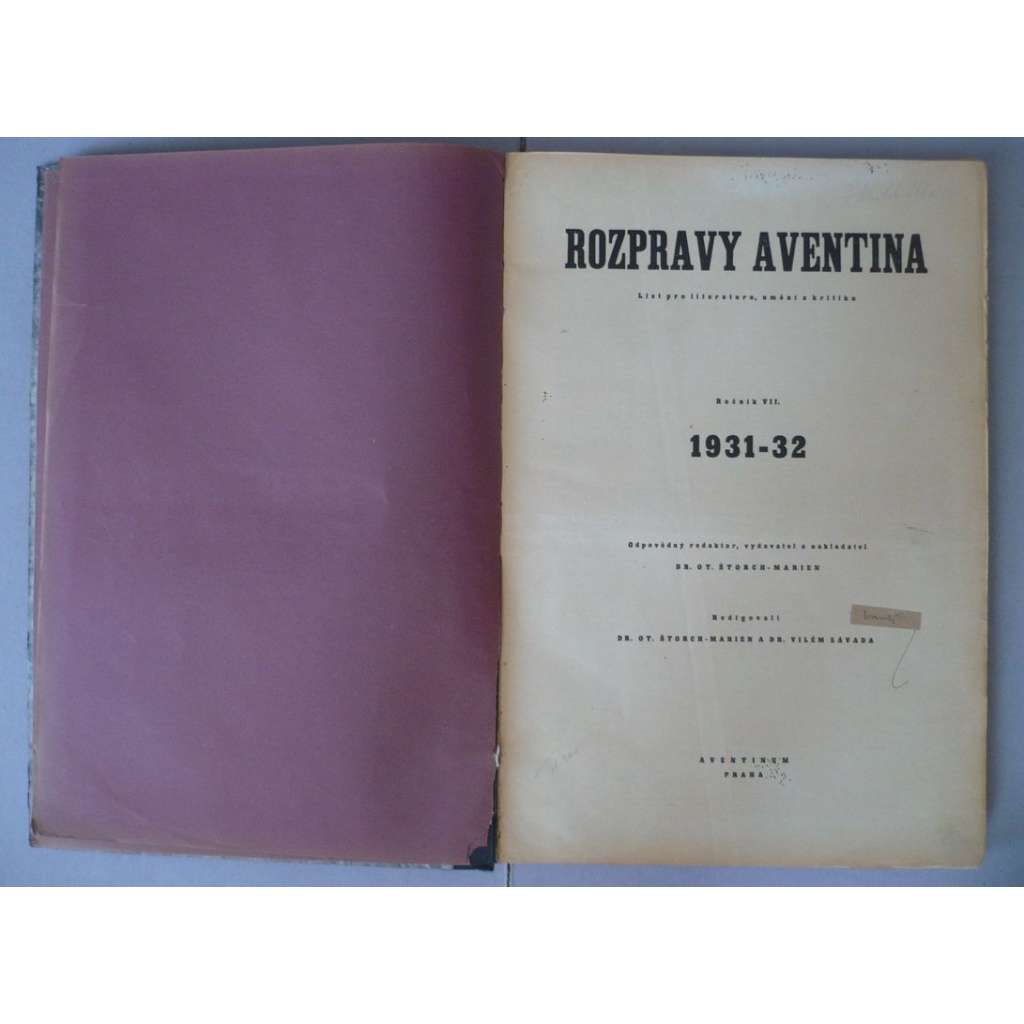 ROZPRAVY AVENTINA
List pro literaturu, umění a kritiku
Ročník VII.
1931-32
Odpovědný redaktor, vydavatel a nakladatel
DR. OT. ŠTORCH-MARIEN
Redigovali
DR. OT. ŠTORCH-MARIEN A DR. VILÉM ZÁVADA
AVENTINUM
PRAHA